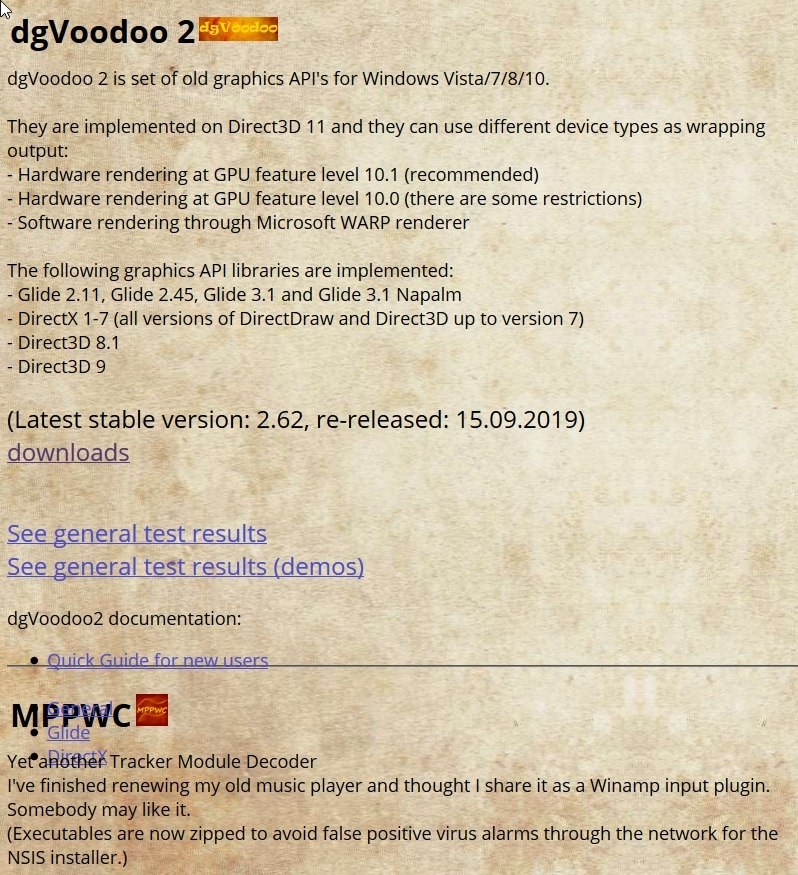 dgVoodoo 2 dgVoodoo
dgVoodoo 2 is set of old graphics API's for Windows Vista/7/8/10.
They are implemented on Direct3D 11 and they can use different device types as wrapping
output:
- Hardware rendering at GPU feature level 10.1 (recommended)
- Hardware rendering at GPU feature level 10.0 (there are some restrictions)
- Software rendering through Microsoft WARP renderer
The following graphics API libraries are implemented:
- Glide 2.11, Glide 2.45, Glide 3.1 and Glide 3.1 Napalm
- DirectX 1-7 (all versions of DirectDraw and Direct3D up to version 7)
- Direct3D 8.1
- Direct3D 9
(Latest stable version: 2.62, re-released: 15.09.2019)
downloads
See general test results
See general test results (demos)
dgVoodoo2 documentation:
• Quick Guide for new users
• General
MPPWC MPPWC
• Glide
• DirectX
Yet another Tracker Module Decoder
I've finished renewing my old music player and thought I share it as a Winamp input plugin.
Somebody may like it.
(Executables are now zipped to avoid false positive virus alarms through the network for the
NSIS installer.)